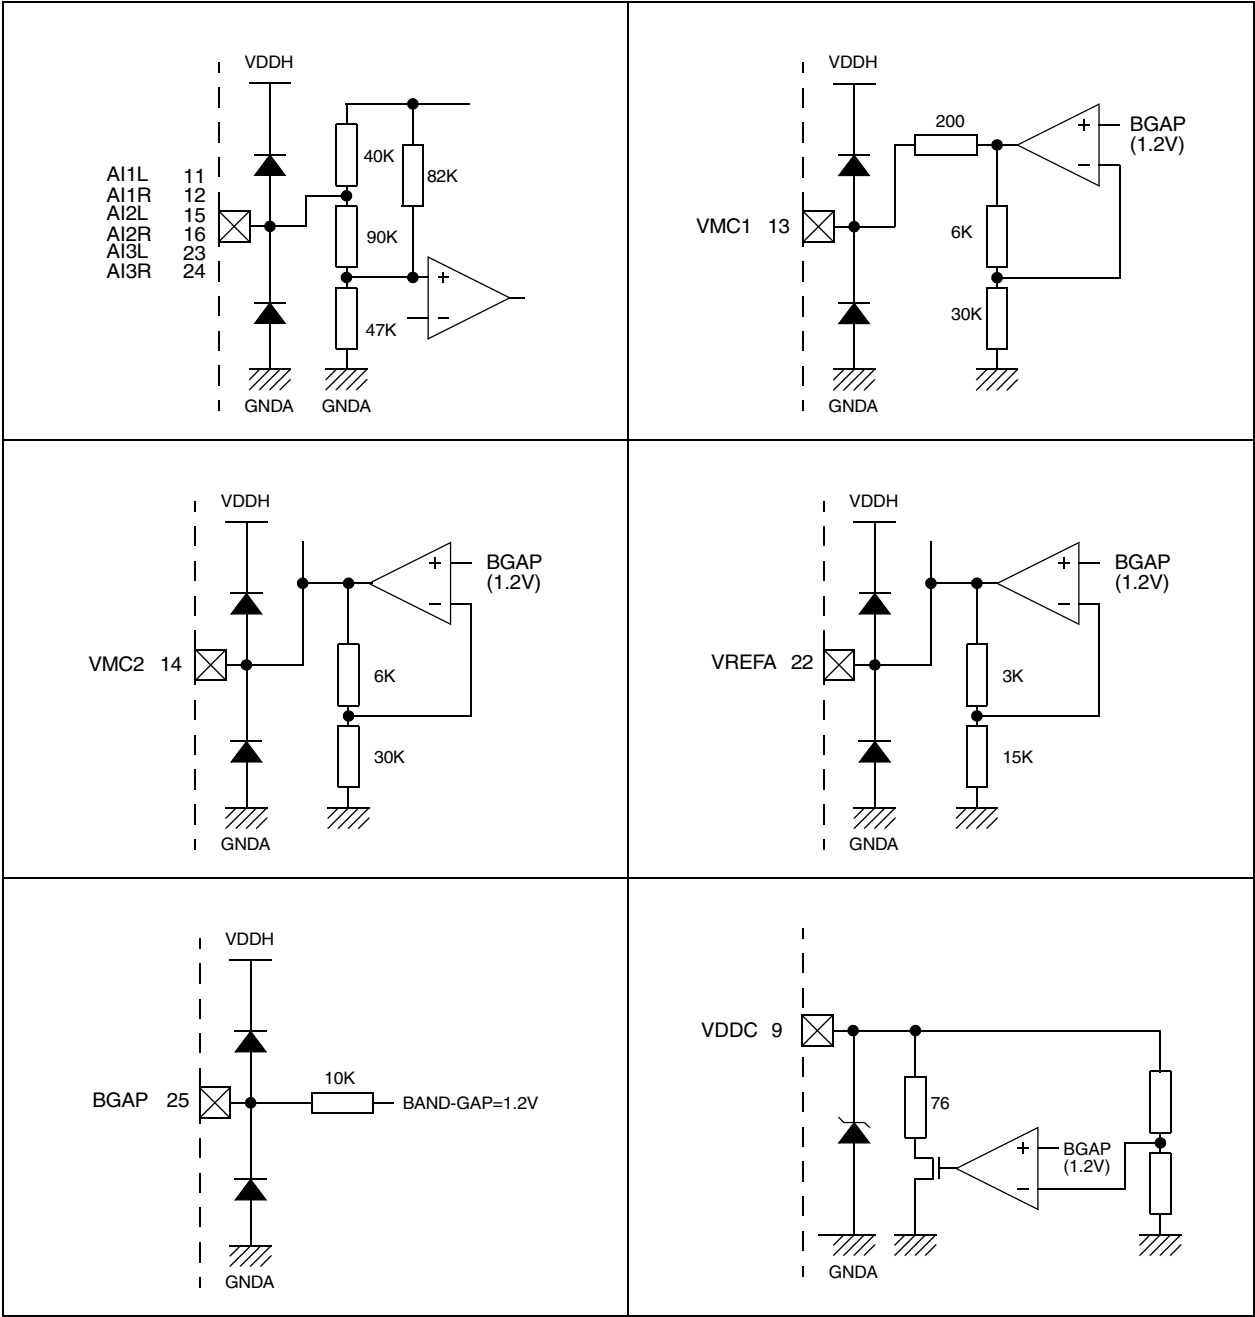 VDDH
40K
82K
AI1L 11
AI1R 12
AI2L 15
AI2R 16
AI3L 23
AI3R 24
90K
+
−
47K
GNDA GNDA
VDDH
200
+
−
BGAP
(1.2V)
VMC1 13
6K
30K
GNDA
VDDH
+
−
BGAP
(1.2V)
VMC2 14
6K
30K
GNDA
VDDH
+
−
BGAP
(1.2V)
VREFA 22
3K
15K
GNDA
VDDH
10K
BGAP 25
BAND-GAP=1.2V
GNDA
VDDC 9
76
+
−
BGAP
(1.2V)
GNDA